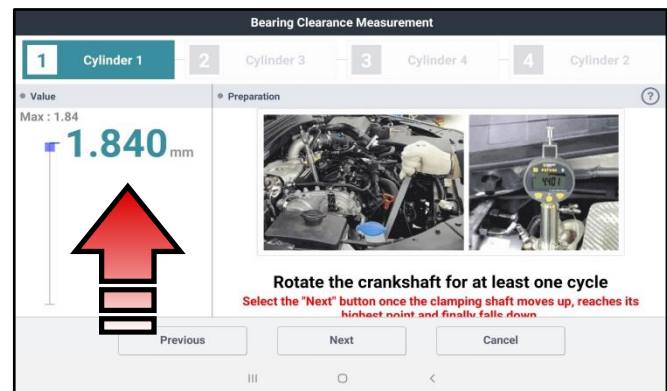 Bearing Clearance Measurement
1 Cylinder 1
2 Cylinder 3
3 Cylinder 4
4 Cylinder 2
Value
Max : 1.84
1.840 mm
Preparation
?
Rotate the crankshaft for at least one cycle
Select the "Next" button once the clamping shaft moves up, reaches its
highest point and finally falls down
Previous
Next
Cancel